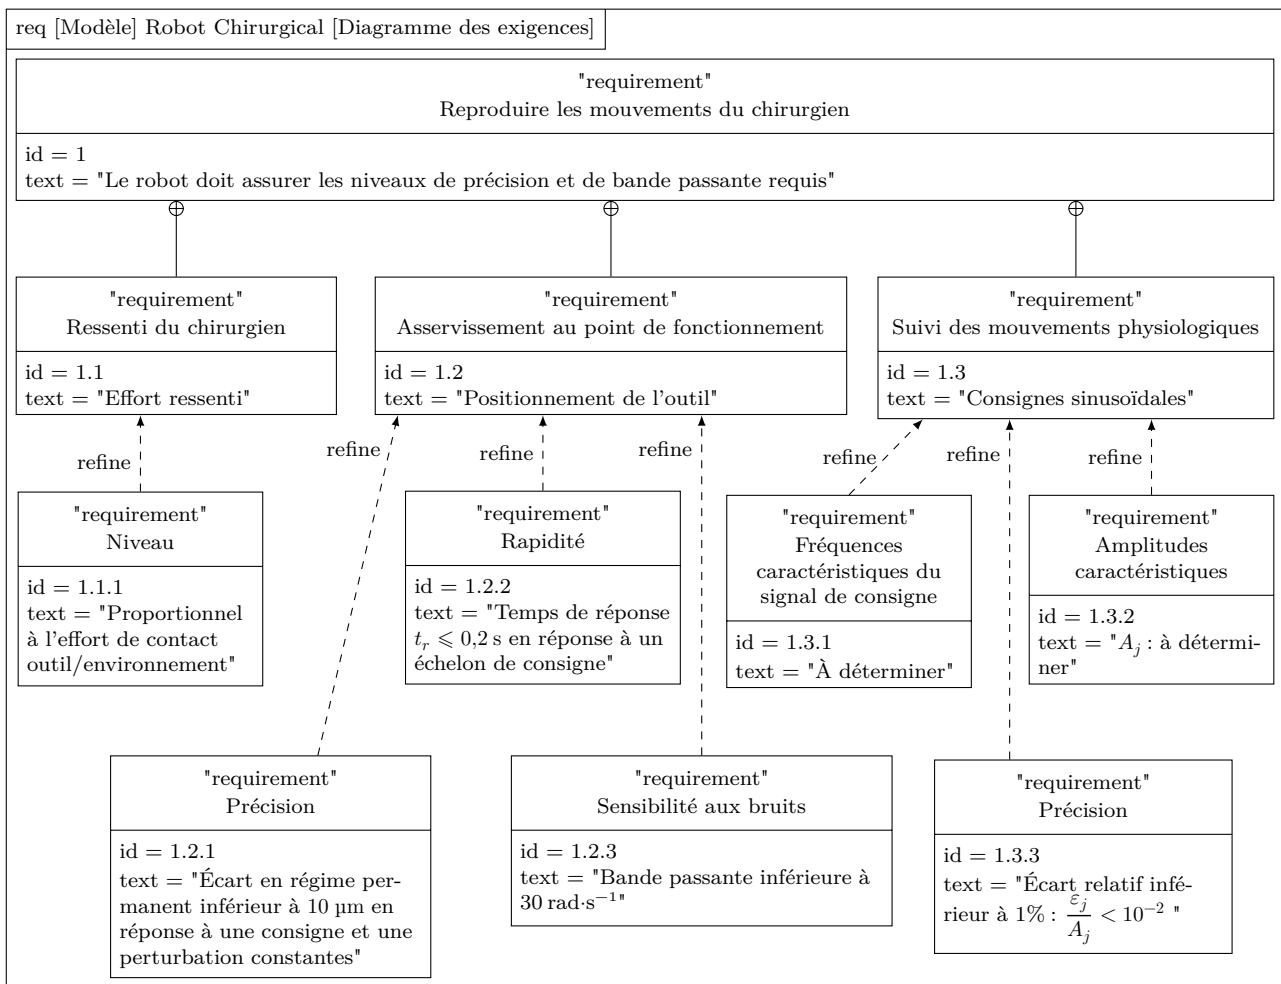 req [Modèle] Robot Chirurgical [Diagramme des exigences]
"requirement"
Reproduire les mouvements du chirurgien
id = 1
text = "Le robot doit assurer les niveaux de précision et de bande passante requis"
"requirement"
Ressenti du chirurgien
id = 1.1
text = "Effort ressenti"
"requirement"
Asservissement au point de fonctionnement
id = 1.2
text = "Positionnement de l'outil"
"requirement"
Suivi des mouvements physiologiques
id = 1.3
text = "Consignes sinusoïdales"
refine
refine
refine
refine
refine
refine
refine
"requirement"
Niveau
id = 1.1.1
text = "Proportionnel
à l'effort de contact
outil/environnement"
"requirement"
Rapidité
id = 1.2.2
text = "Temps de réponse
t_r ⩽ 0,2 s en réponse à un
échelon de consigne"
"requirement"
Fréquences
caractéristiques du
signal de consigne
id = 1.3.1
text = "À déterminer"
"requirement"
Amplitudes
caractéristiques
id = 1.3.2
text = "A_j : à détermi-
ner"
"requirement"
Précision
id = 1.2.1
text = "Écart en régime per-
manent inférieur à 10 µm en
réponse à une consigne et une
perturbation constantes"
"requirement"
Sensibilité aux bruits
id = 1.2.3
text = "Bande passante inférieure à
30 rad·s⁻¹"
"requirement"
Précision
id = 1.3.3
text = "Écart relatif infé-
rieur à 1% : ε_j/A_j < 10⁻² "